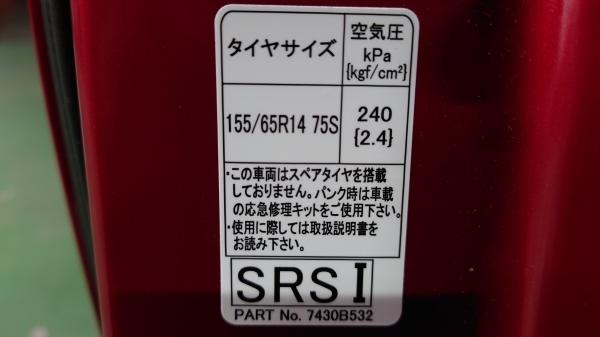 タイヤサイズ
空気圧
kPa
{kgf/cm²}
155/65R14 75S
240
{2.4}
・この車両はスペアタイヤを搭載
しておりません。パンク時は車載
の応急修理キットをご使用下さい。
・使用に際しては取扱説明書を
お読み下さい。
SRS I
PART No. 7430B532